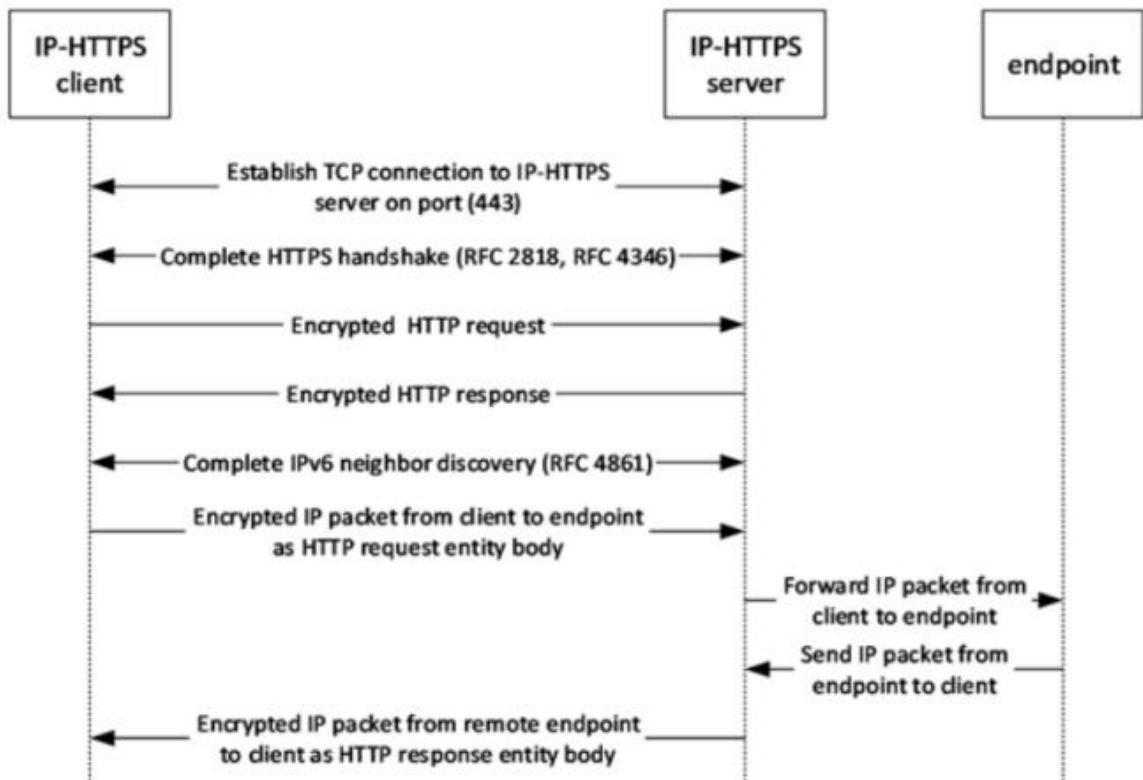 IP-HTTPS
client
IP-HTTPS
server
endpoint
Establish TCP connection to IP-HTTPS
server on port (443)
Complete HTTPS handshake (RFC 2818, RFC 4346)
Encrypted HTTP request
Encrypted HTTP response
Complete IPv6 neighbor discovery (RFC 4861)
Encrypted IP packet from client to endpoint
as HTTP request entity body
Forward IP packet from
client to endpoint
Send IP packet from
endpoint to client
Encrypted IP packet from remote endpoint
to client as HTTP response entity body